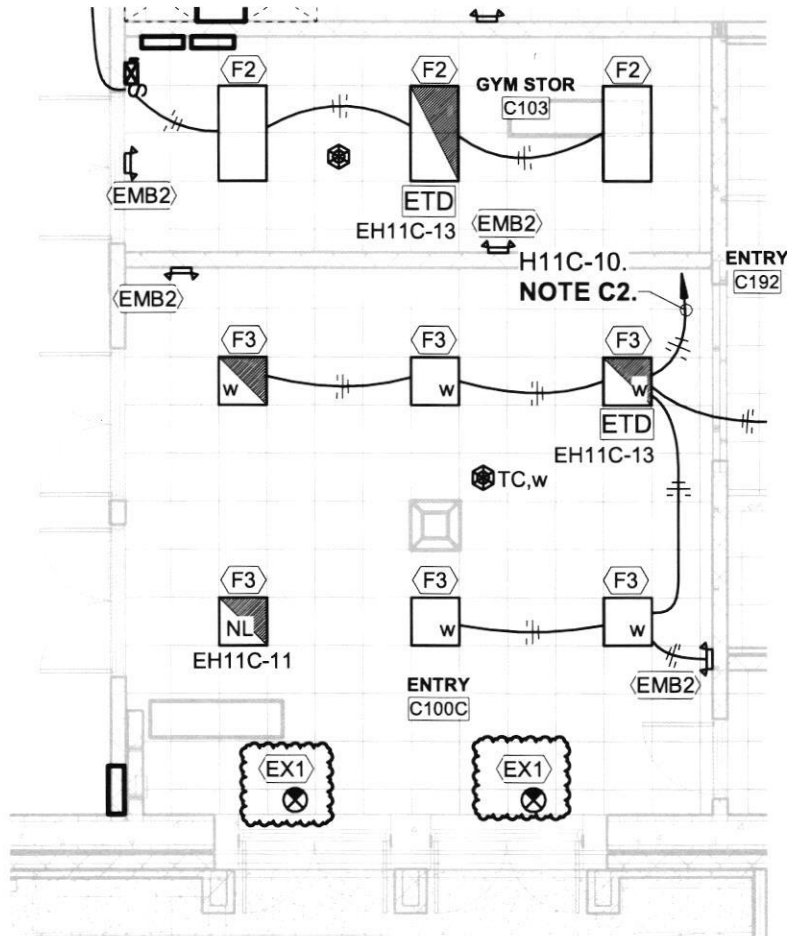 F2
F2
F2
GYM STOR
C103
S
EMB2
ETD
EH11C-13
EMB2
H11C-10.
NOTE C2.
ENTRY
C192
EMB2
F3
F3
F3
w
w
w
ETD
EH11C-13
TC,w
F3
F3
F3
NL
w
w
EH11C-11
ENTRY
C100C
EMB2
EX1
EX1